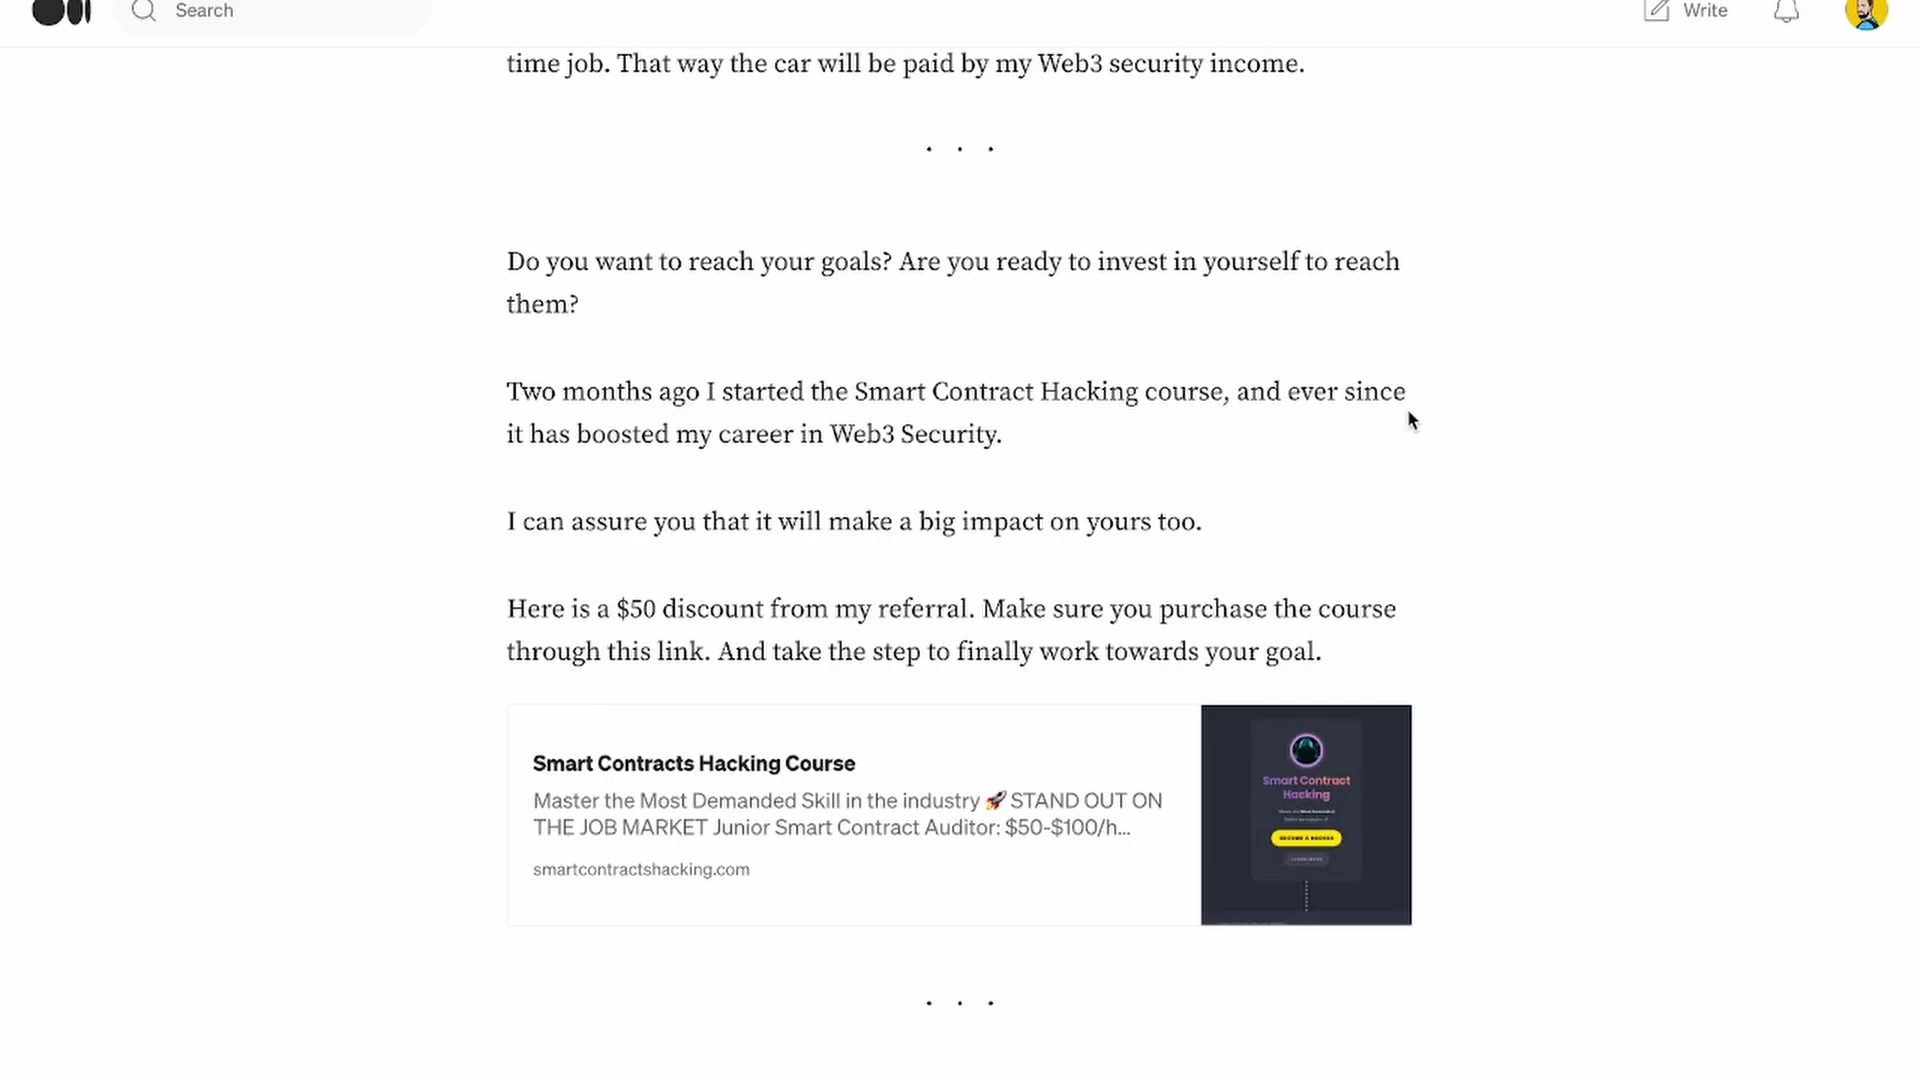 Search
Write
time job. That way the car will be paid by my Web3 security income.
. . .
Do you want to reach your goals? Are you ready to invest in yourself to reach
them?
Two months ago I started the Smart Contract Hacking course, and ever since
it has boosted my career in Web3 Security.
I can assure you that it will make a big impact on yours too.
Here is a $50 discount from my referral. Make sure you purchase the course
through this link. And take the step to finally work towards your goal.
Smart Contracts Hacking Course
Master the Most Demanded Skill in the industry 🚀 STAND OUT ON
THE JOB MARKET Junior Smart Contract Auditor: $50-$100/h...
smartcontractshacking.com
Smart Contract
Hacking
BECOME A HACKER
LEARN MORE
. . .